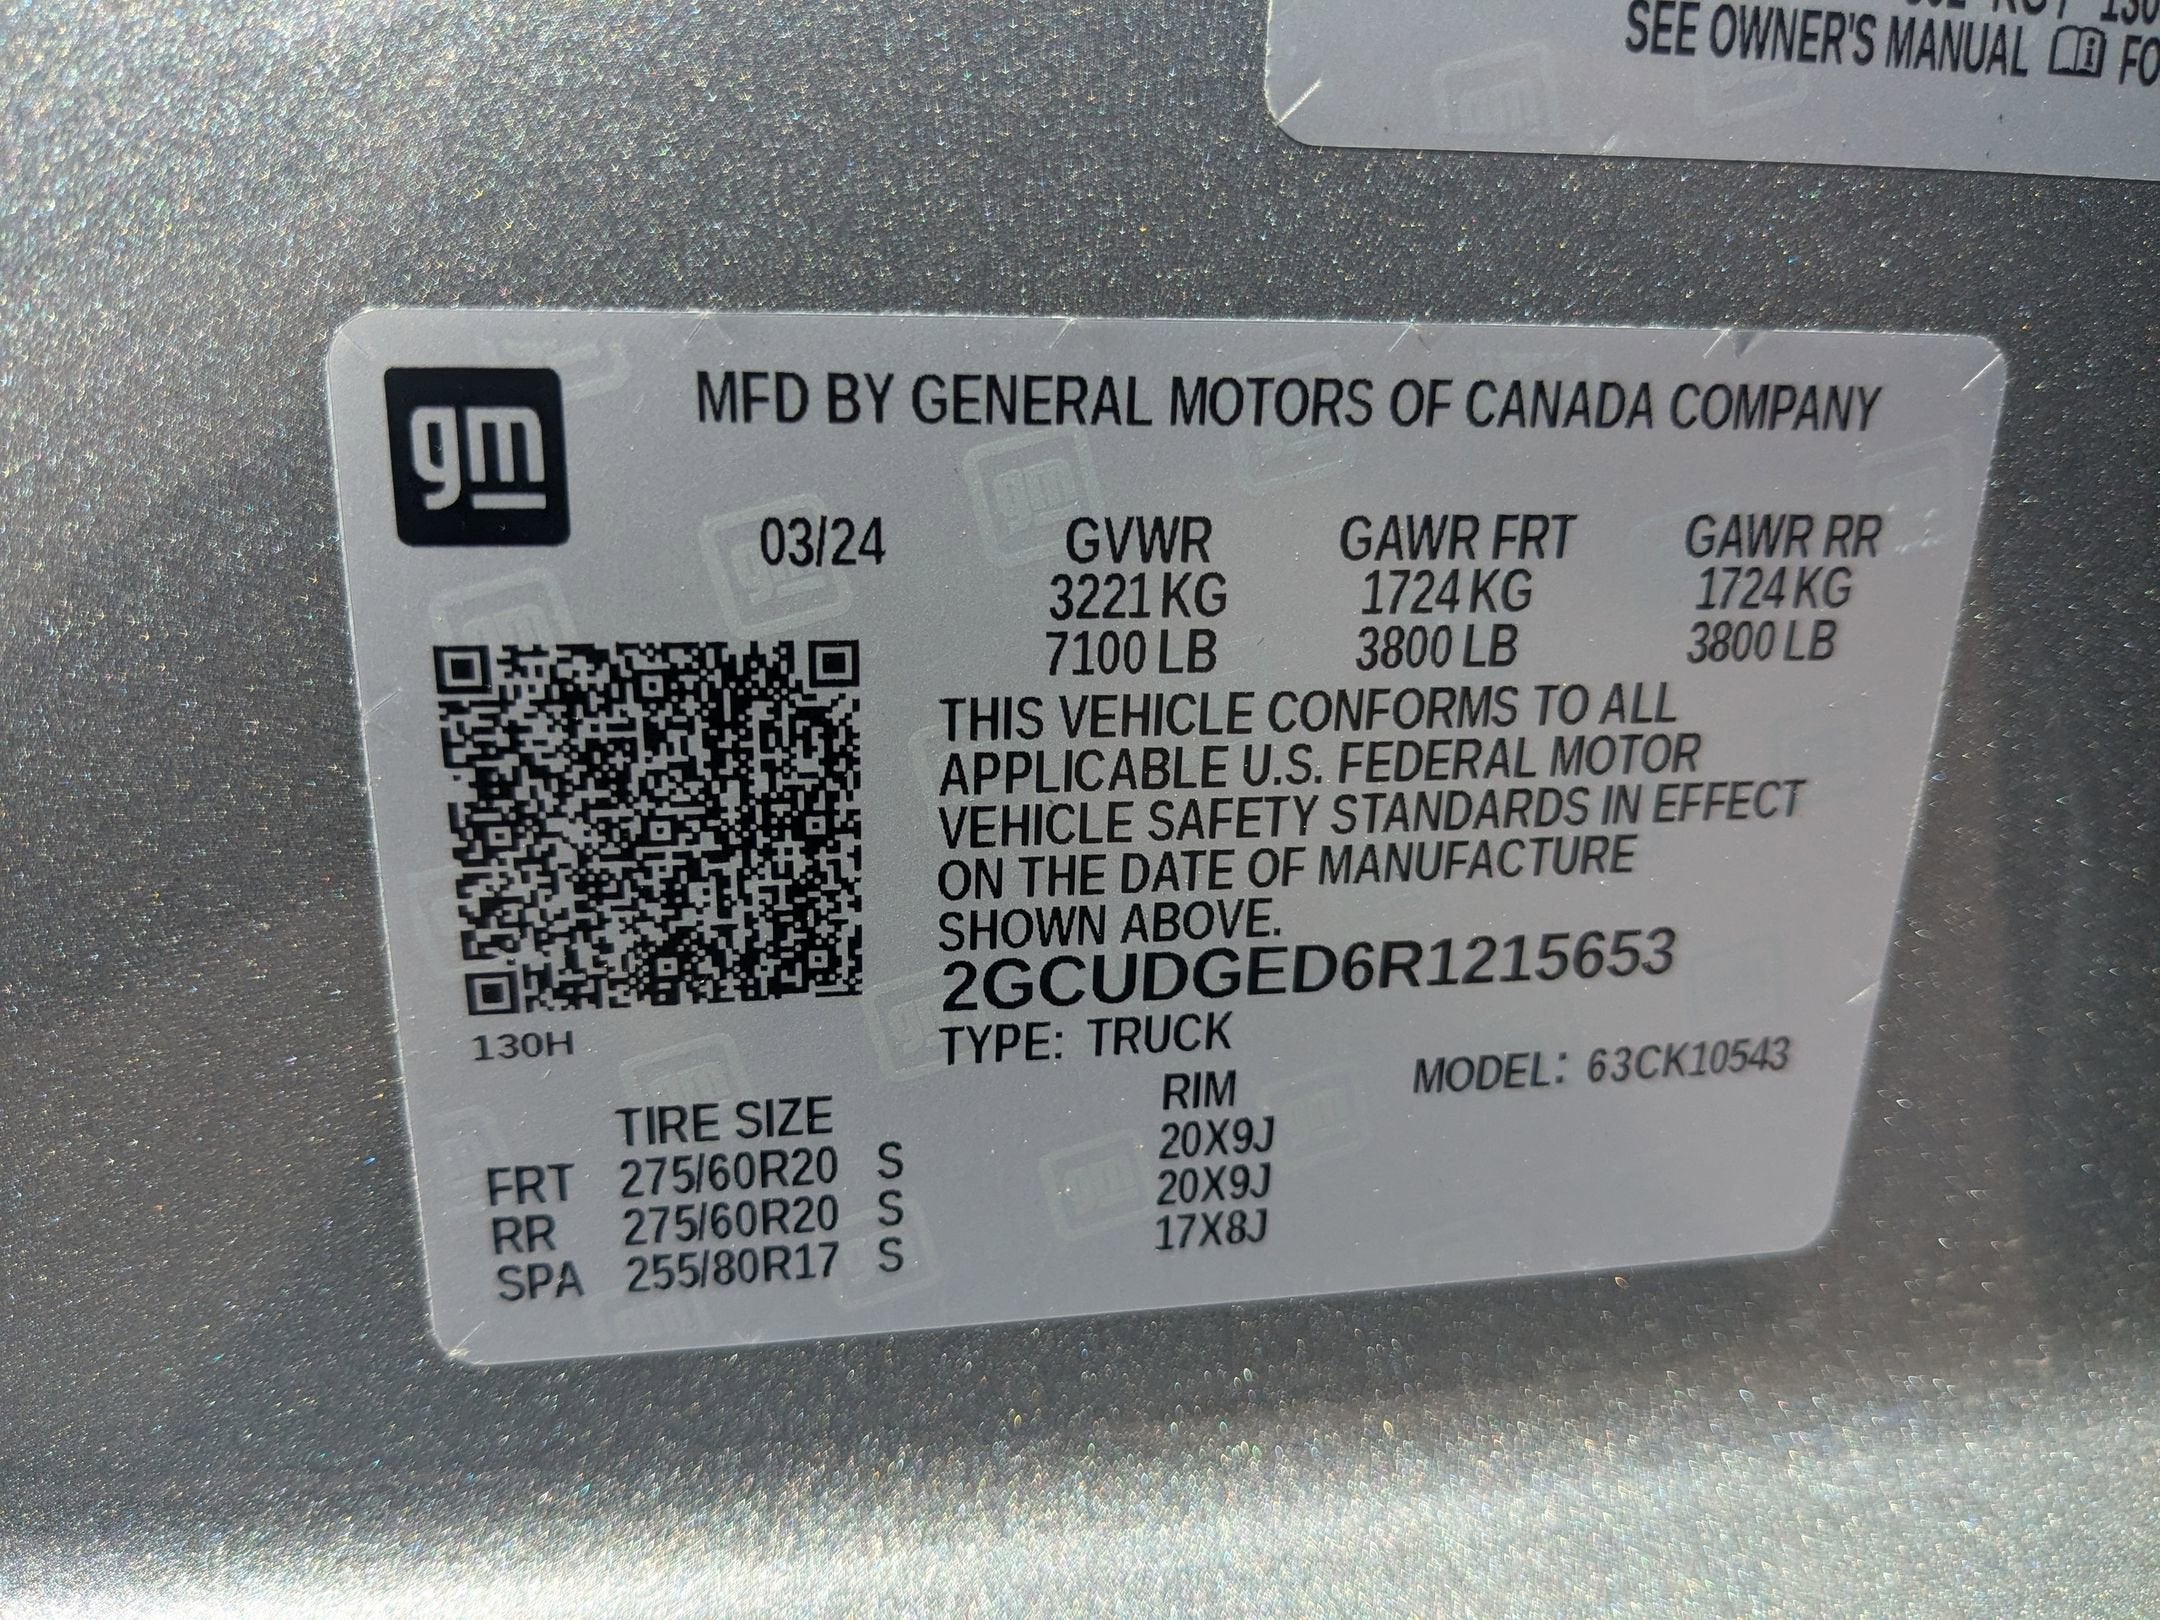 SEE OWNER'S MANUAL FO
gm
MFD BY GENERAL MOTORS OF CANADA COMPANY
03/24 GVWR GAWR FRT GAWR RR
3221 KG 1724 KG 1724 KG
7100 LB 3800 LB 3800 LB
THIS VEHICLE CONFORMS TO ALL
APPLICABLE U.S. FEDERAL MOTOR
VEHICLE SAFETY STANDARDS IN EFFECT
ON THE DATE OF MANUFACTURE
SHOWN ABOVE.
2GCUDGED6R1215653
130H
TYPE: TRUCK
MODEL: 63CK10543
TIRE SIZE RIM
FRT 275/60R20 S 20X9J
RR 275/60R20 S 20X9J
SPA 255/80R17 S 17X8J